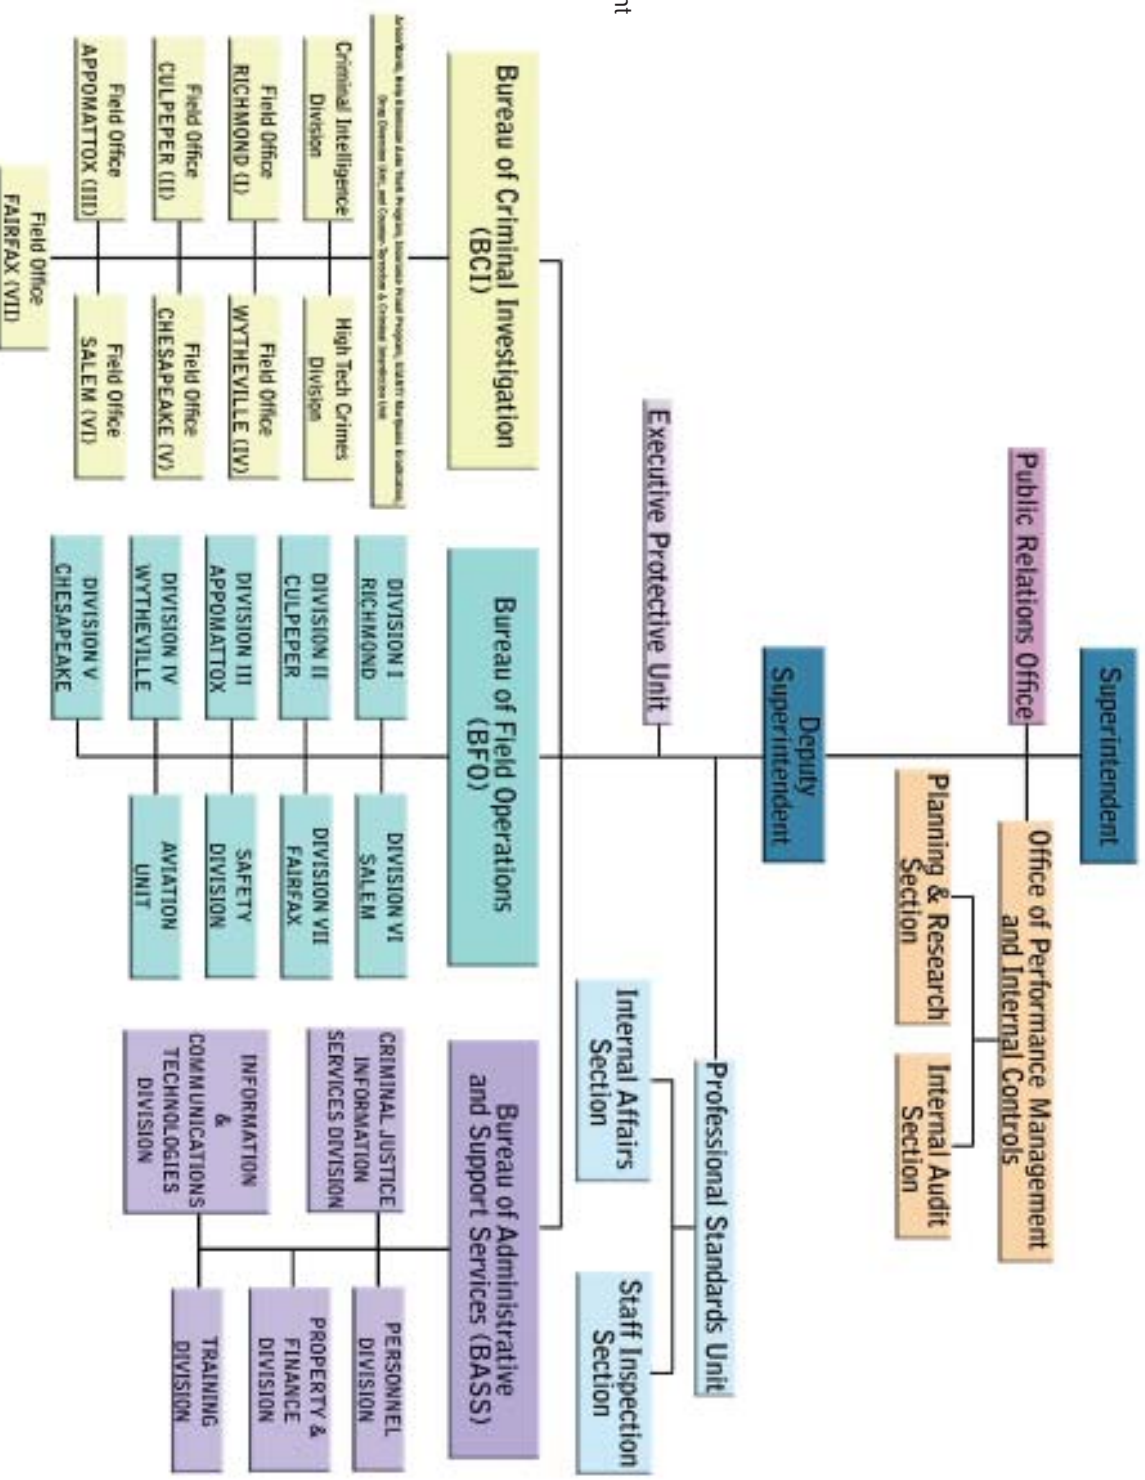 Superintendent
Public Relations Office
Office of Performance Management
and Internal Controls
Planning & Research
Section
Internal Audit
Section
Deputy
Superintendent
Executive Protective Unit
Professional Standards Unit
Internal Affairs
Section
Staff Inspection
Section
Bureau of Criminal Investigation
(BCI)
Criminal Intelligence
Division
High Tech Crimes
Division
Field Office
RICHMOND (I)
Field Office
WYTHEVILLE (IV)
Field Office
CULPEPER (II)
Field Office
CHESAPEAKE (V)
Field Office
APPOMATTOX (III)
Field Office
SALEM (VI)
Field Office
FAIRFAX (VII)
Bureau of Field Operations
(BFO)
DIVISION I
RICHMOND
DIVISION VI
SALEM
DIVISION II
CULPEPER
DIVISION VII
FAIRFAX
DIVISION III
APPOMATTOX
SAFETY
DIVISION
DIVISION IV
WYTHEVILLE
AVIATION
UNIT
DIVISION V
CHESAPEAKE
Bureau of Administrative
and Support Services (BASS)
CRIMINAL JUSTICE
INFORMATION
SERVICES DIVISION
PERSONNEL
DIVISION
PROPERTY &
FINANCE
DIVISION
INFORMATION
&
COMMUNICATIONS
TECHNOLOGIES
DIVISION
TRAINING
DIVISION
nt